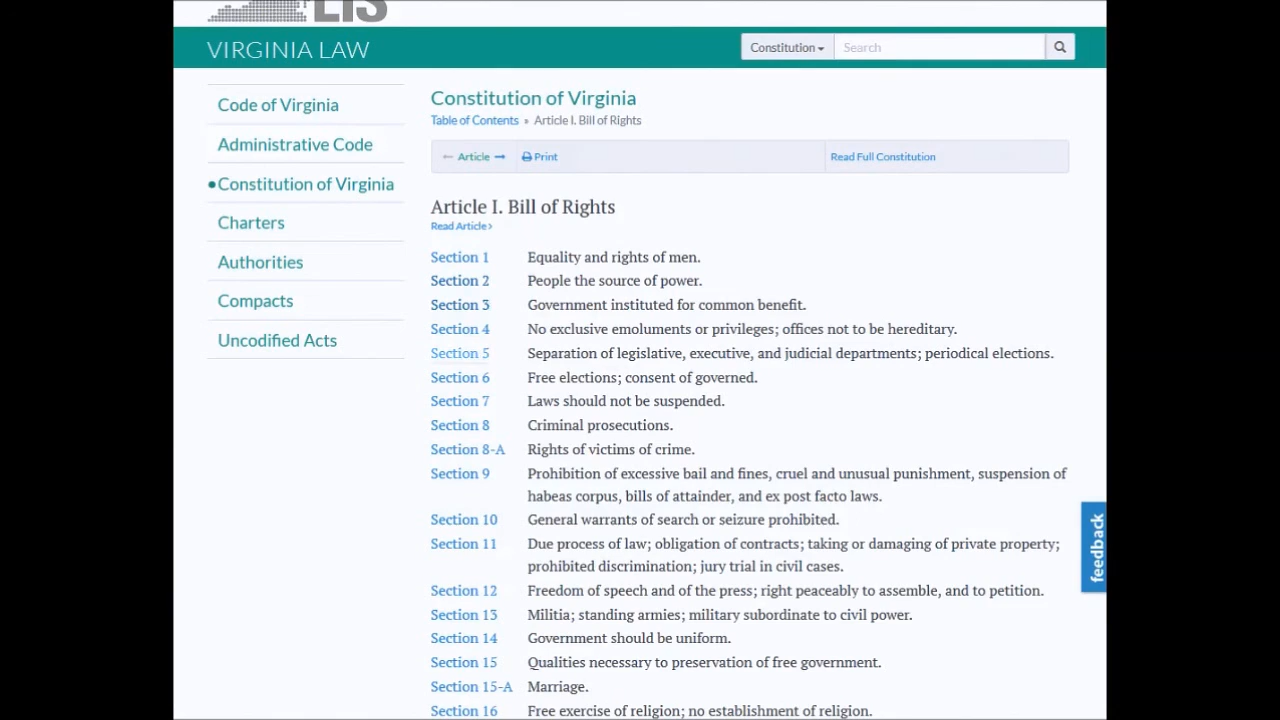 LIS
VIRGINIA LAW
Constitution
Search
Code of Virginia
Administrative Code
Constitution of Virginia
Charters
Authorities
Compacts
Uncodified Acts
Constitution of Virginia
Table of Contents » Article I. Bill of Rights
← Article → Print
Read Full Constitution
Article I. Bill of Rights
Read Article ›
Section 1 Equality and rights of men.
Section 2 People the source of power.
Section 3 Government instituted for common benefit.
Section 4 No exclusive emoluments or privileges; offices not to be hereditary.
Section 5 Separation of legislative, executive, and judicial departments; periodical elections.
Section 6 Free elections; consent of governed.
Section 7 Laws should not be suspended.
Section 8 Criminal prosecutions.
Section 8-A Rights of victims of crime.
Section 9 Prohibition of excessive bail and fines, cruel and unusual punishment, suspension of
habeas corpus, bills of attainder, and ex post facto laws.
Section 10 General warrants of search or seizure prohibited.
Section 11 Due process of law; obligation of contracts; taking or damaging of private property;
prohibited discrimination; jury trial in civil cases.
Section 12 Freedom of speech and of the press; right peaceably to assemble, and to petition.
Section 13 Militia; standing armies; military subordinate to civil power.
Section 14 Government should be uniform.
Section 15 Qualities necessary to preservation of free government.
Section 15-A Marriage.
Section 16 Free exercise of religion; no establishment of religion.
feedback